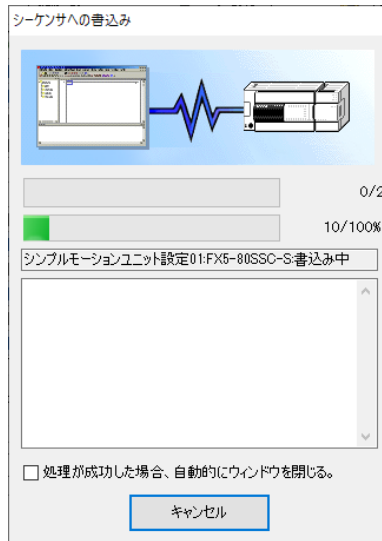 シーケンサへの書込み
0/2
10/100%
シンプルモーションユニット設定01:FX5-80SSC-S:書込み中
処理が成功した場合、自動的にウィンドウを閉じる。
キャンセル